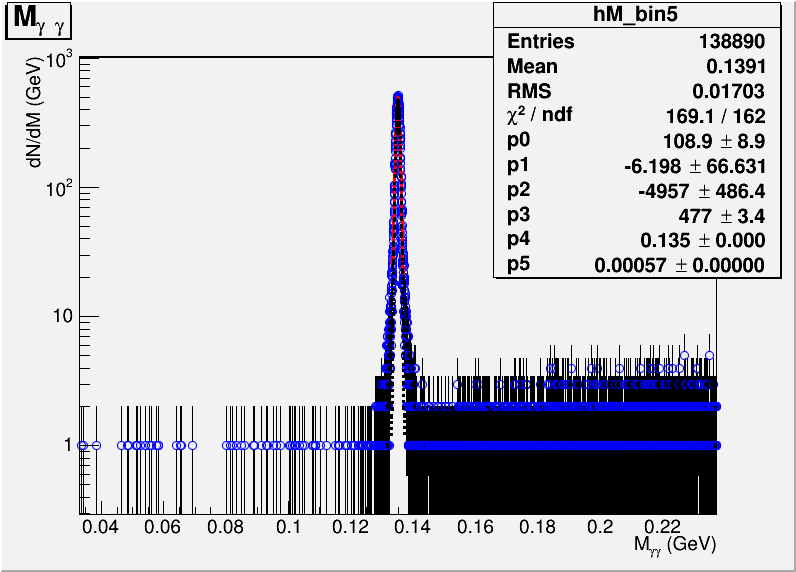 Mγ γ
hM_bin5
Entries 138890
Mean 0.1391
RMS 0.01703
χ² / ndf 169.1 / 162
p0 108.9 ± 8.9
p1 -6.198 ± 66.631
p2 -4957 ± 486.4
p3 477 ± 3.4
p4 0.135 ± 0.000
p5 0.00057 ± 0.00000
dN/dM (GeV)
10³
10²
10
1
0.04 0.06 0.08 0.1 0.12 0.14 0.16 0.18 0.2 0.22
Mγγ (GeV)